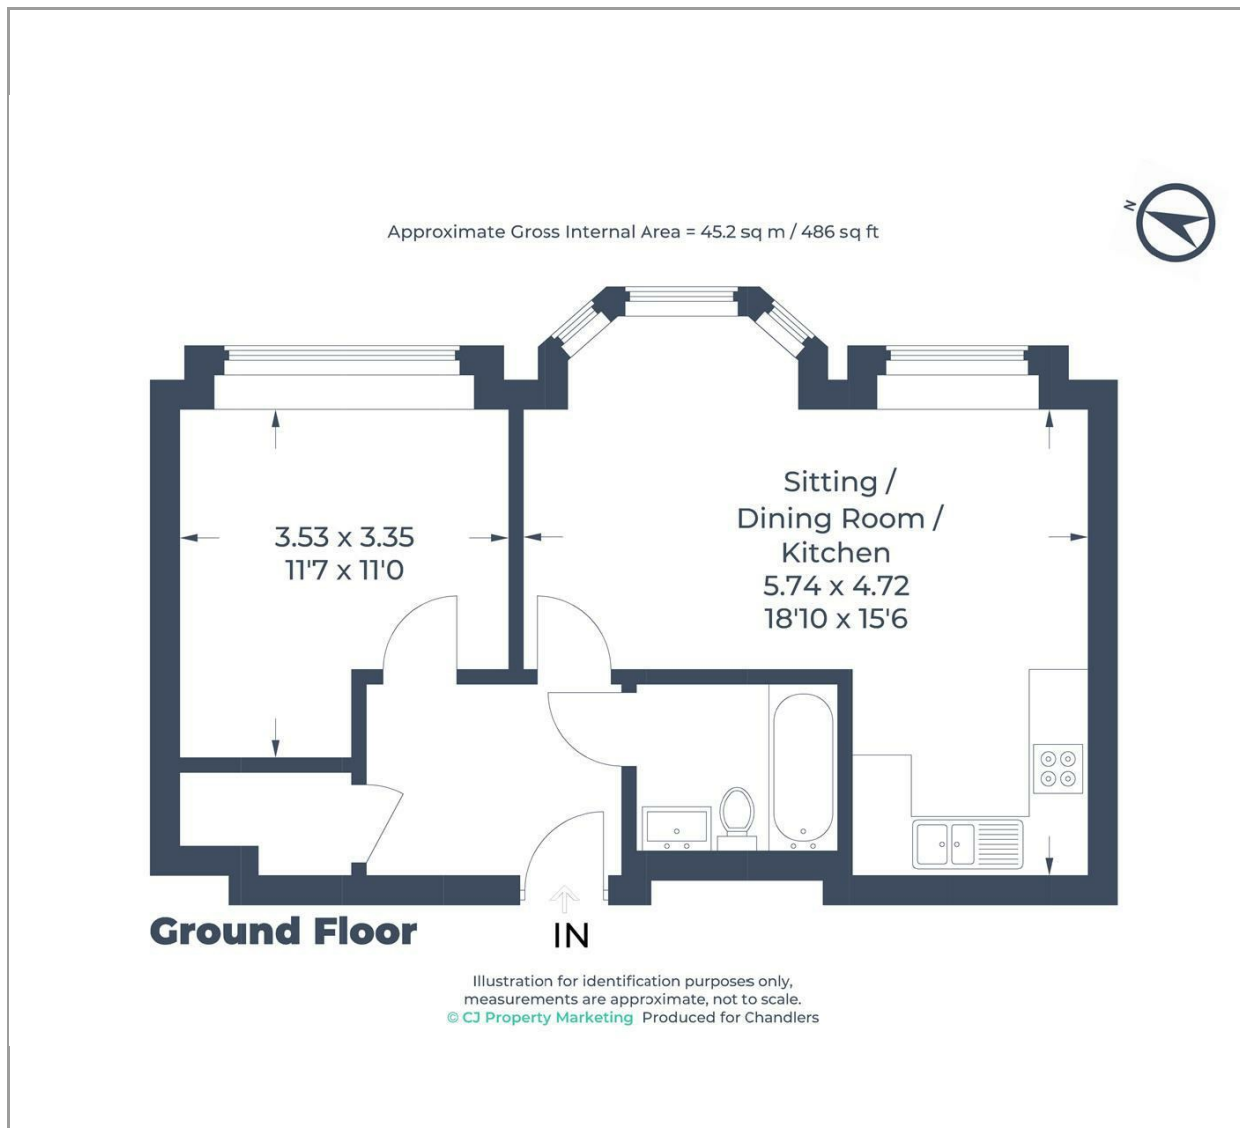 N
Approximate Gross Internal Area = 45.2 sq m / 486 sq ft
Sitting /
Dining Room /
Kitchen
5.74 x 4.72
18'10 x 15'6
3.53 x 3.35
11'7 x 11'0
Ground Floor
IN
Illustration for identification purposes only,
measurements are approximate, not to scale.
© CJ Property Marketing Produced for Chandlers